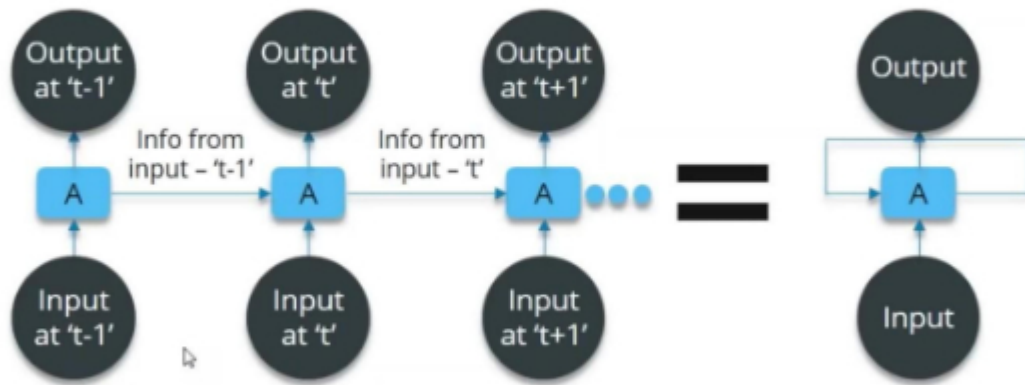 Output
at 't-1'
Output
at 't'
Output
at 't+1'
Output
Info from
input – 't-1'
Info from
input – 't'
A
A
A
A
Input
at 't-1'
Input
at 't'
Input
at 't+1'
Input